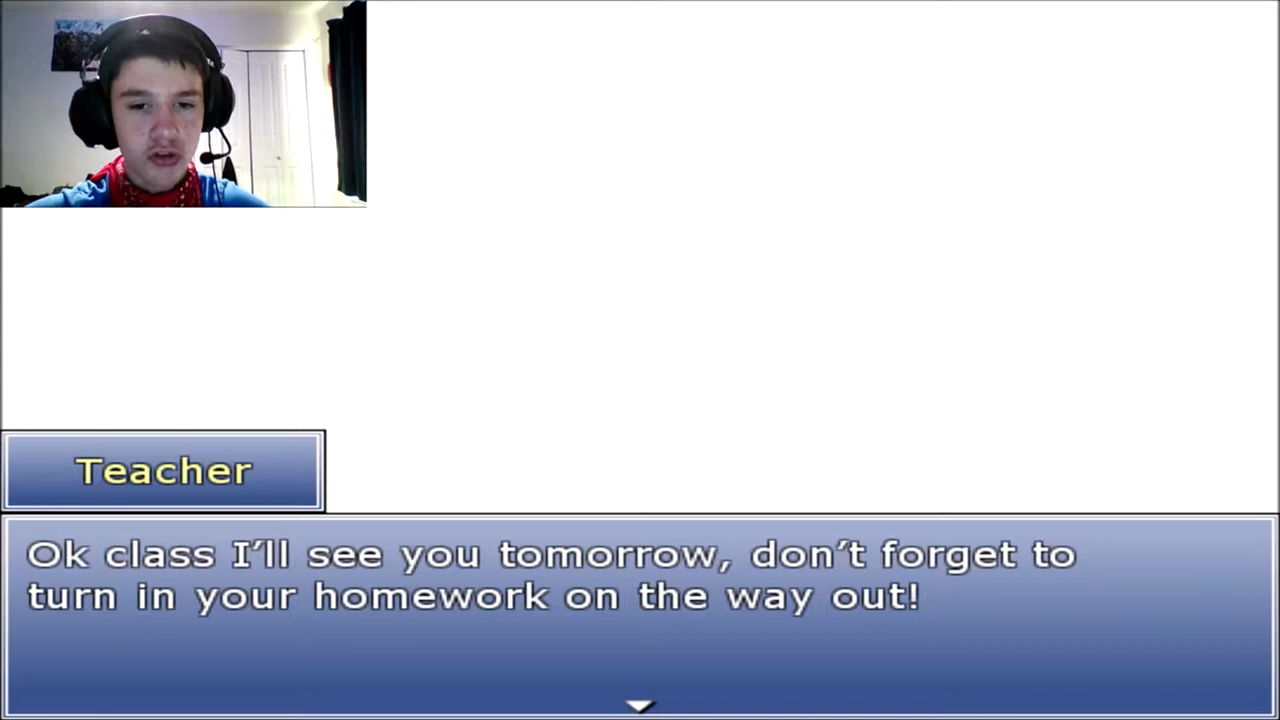 Teacher
Ok class I'll see you tomorrow, don't forget to
turn in your homework on the way out!